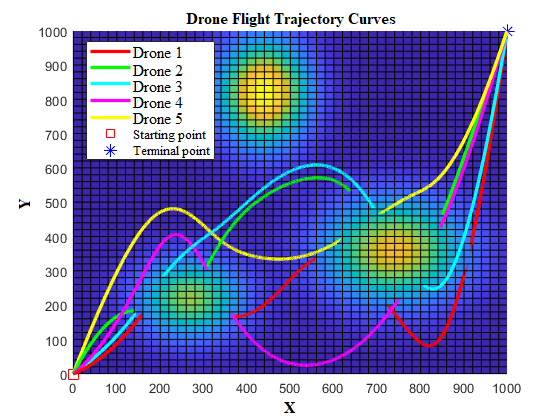 Drone Flight Trajectory Curves
1000
900
800
700
600
500
400
300
200
100
0
Y
Drone 1
Drone 2
Drone 3
Drone 4
Drone 5
Starting point
Terminal point
0 100 200 300 400 500 600 700 800 900 1000
X